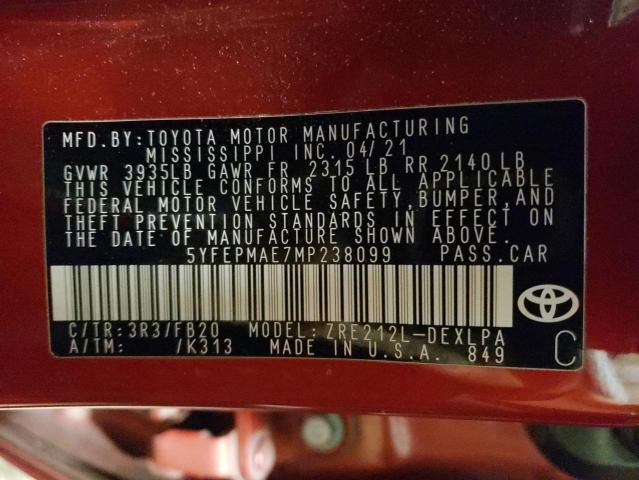 MFD.BY:TOYOTA MOTOR MANUFACTURING
MISSISSIPPI INC. 04/21
GVWR 3935LB GAWR FR 2315 LB RR 2140 LB
THIS VEHICLE CONFORMS TO ALL APPLICABLE
FEDERAL MOTOR VEHICLE SAFETY,BUMPER,AND
THEFT PREVENTION STANDARDS IN EFFECT ON
THE DATE OF MANUFACTURE SHOWN ABOVE.
5YFEPMAE7MP238099 PASS.CAR
C/TR:3R3/FB20 MODEL:ZRE212L-DEXLPA
A/TM: /K313 MADE IN U.S.A. 849 C